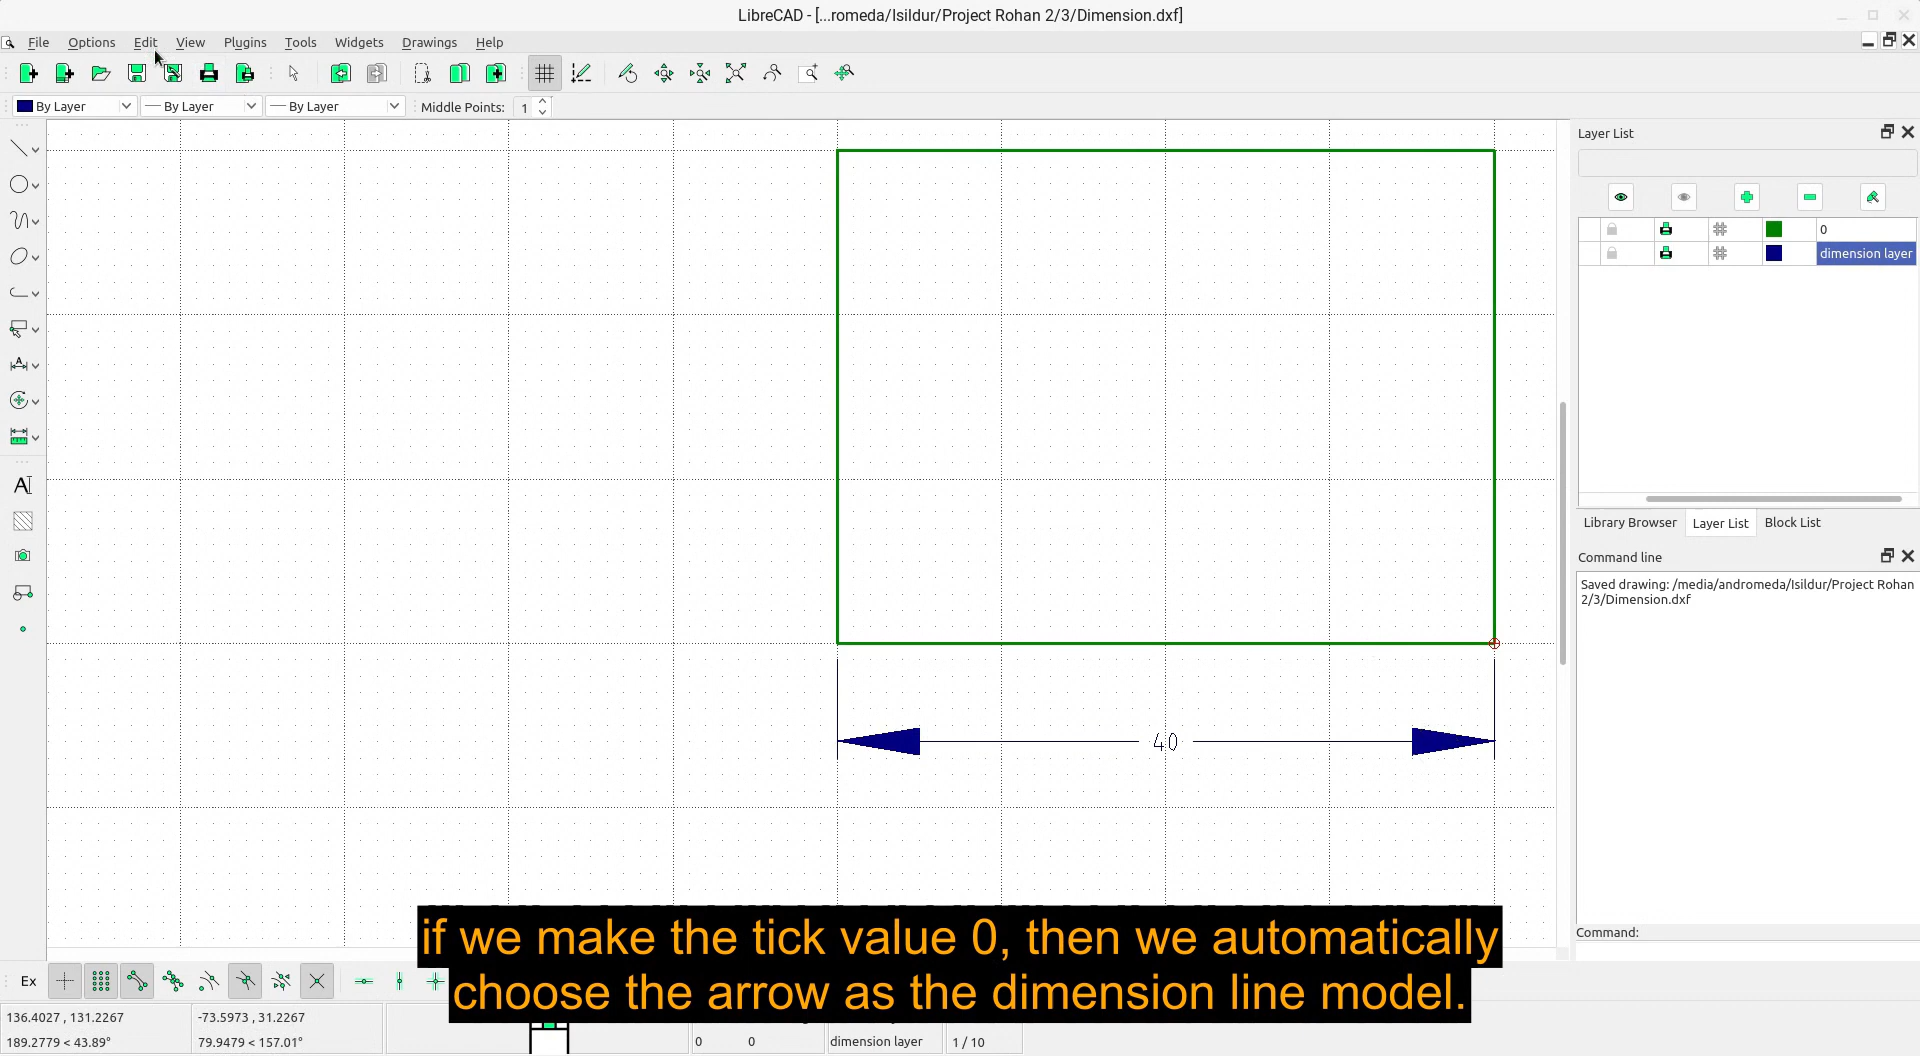 LibreCAD - [...romeda/Isildur/Project Rohan 2/3/Dimension.dxf]
File Options Edit View Plugins Tools Widgets Drawings Help
By Layer By Layer By Layer Middle Points: 1
Layer List
0
dimension layer
Library Browser Layer List Block List
Command line
Saved drawing: /media/andromeda/Isildur/Project Rohan
2/3/Dimension.dxf
40
Command:
if we make the tick value 0, then we automatically
choose the arrow as the dimension line model.
Ex
136.4027 , 131.2267 -73.5973 , 31.2267
189.2779 < 43.89° 79.9479 < 157.01° 0 0 dimension layer 1 / 10